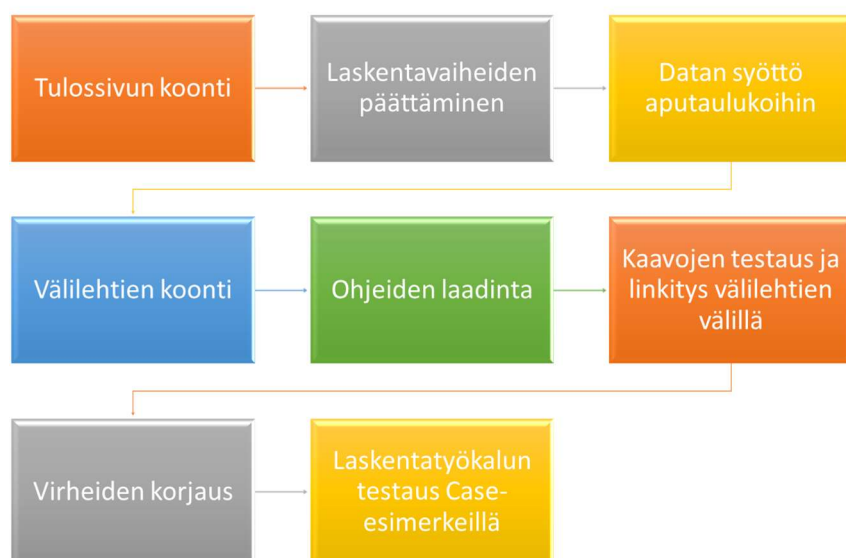 Tulossivun koonti
Laskentavaiheiden
päättäminen
Datan syöttö
aputaulukoihin
Välilehtien koonti
Ohjeiden laadinta
Kaavojen testaus ja
linkitys välilehtien
välillä
Virheiden korjaus
Laskentatyökalun
testaus Case-
esimerkeillä